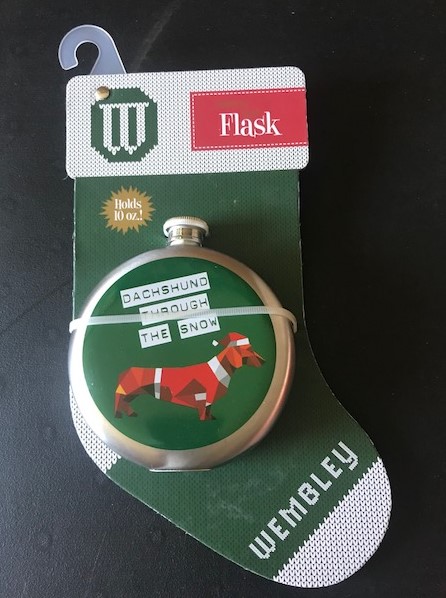 W
Flask
Holds
10 oz.!
DACHSHUND
THROUGH
THE SNOW
WEMBLEY